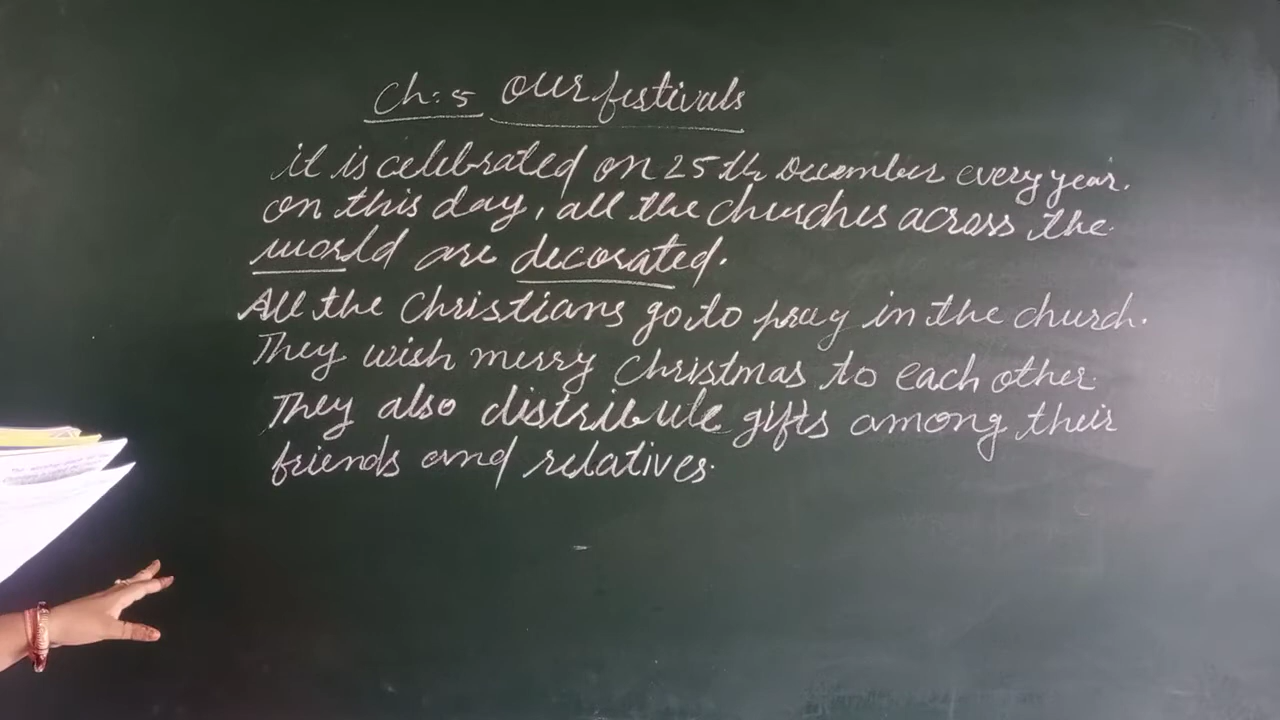 Ch: 5 Our festivals
it is celebrated on 25th December every year.
on this day, all the churches across the
world are decorated.
All the Christians go to pray in the church.
They wish merry Christmas to each other.
They also distribute gifts among their
friends and relatives.